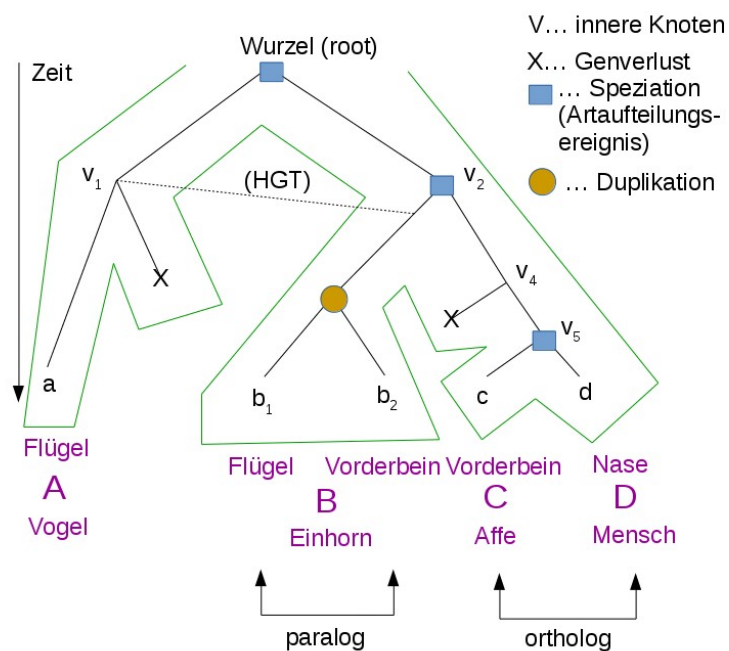 V... innere Knoten
Wurzel (root)
X... Genverlust
Zeit
... Speziation
(Artaufteilungs-
ereignis)
v1
(HGT)
v2
... Duplikation
X
v4
X
v5
a
b1
b2
c
d
Flügel
Flügel
Vorderbein
Vorderbein
Nase
A
B
C
D
Vogel
Einhorn
Affe
Mensch
paralog
ortholog